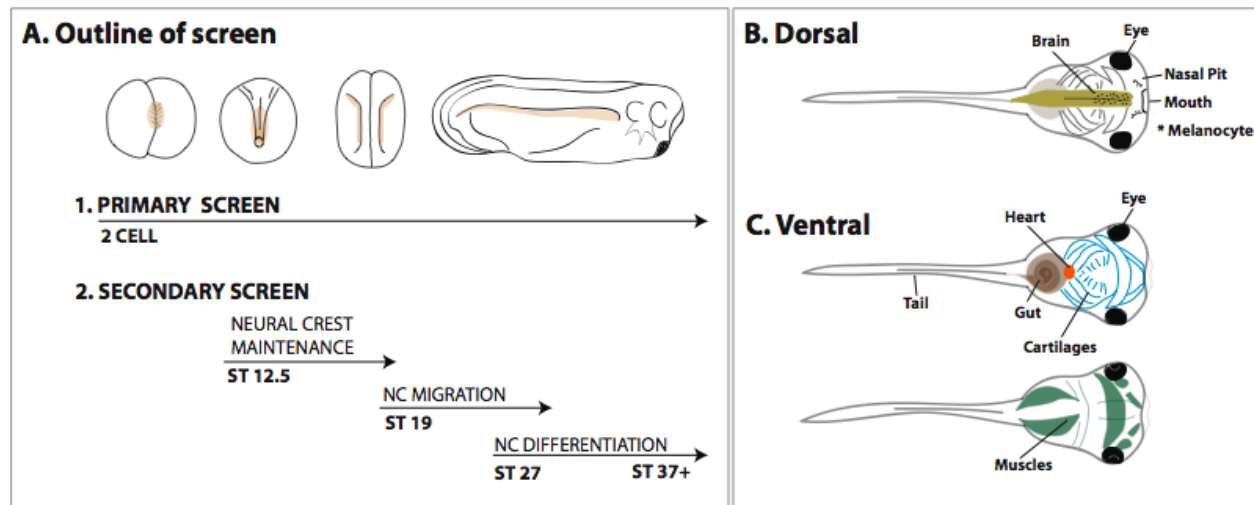 A. Outline of screen
1. PRIMARY SCREEN
2 CELL
2. SECONDARY SCREEN
NEURAL CREST
MAINTENANCE
ST 12.5
NC MIGRATION
ST 19
NC DIFFERENTIATION
ST 27
ST 37+
B. Dorsal
Brain
Eye
Nasal Pit
Mouth
* Melanocyte
C. Ventral
Heart
Eye
Tail
Gut
Cartilages
Muscles